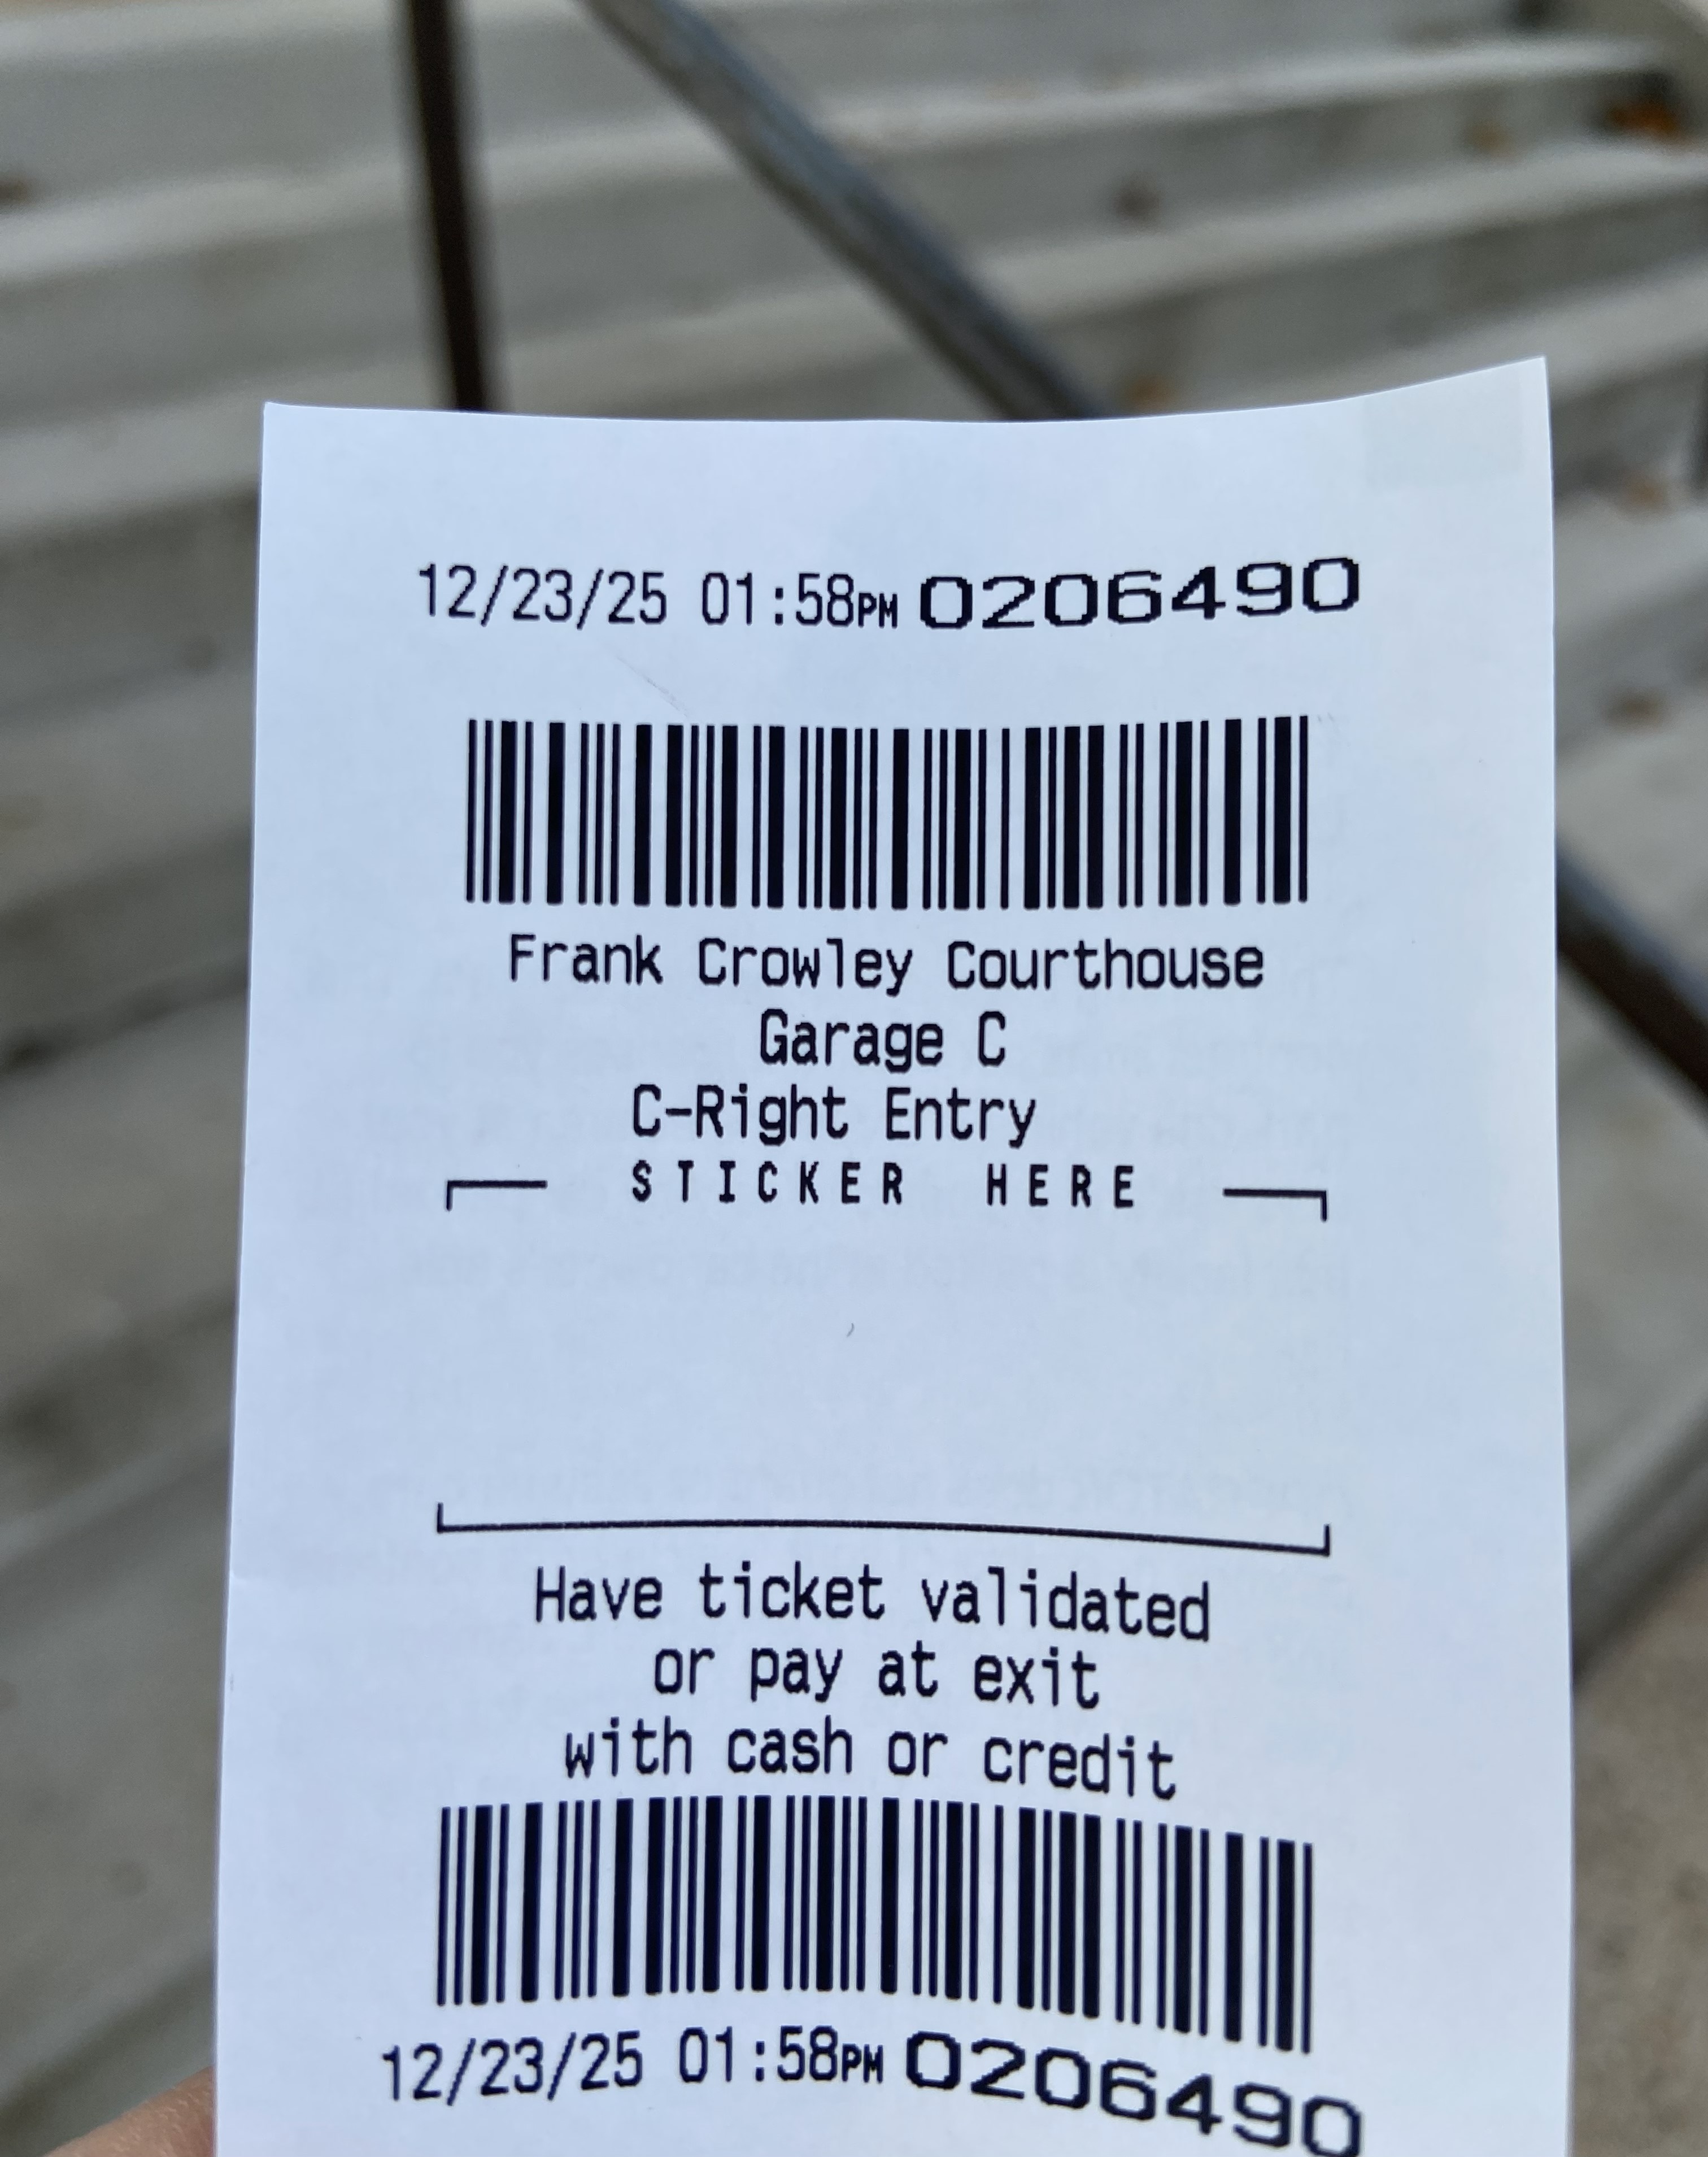 12/23/25 01:58PM 0206490
Frank Crowley Courthouse
Garage C
C-Right Entry
STICKER HERE
Have ticket validated
or pay at exit
with cash or credit
12/23/25 01:58PM 0206490